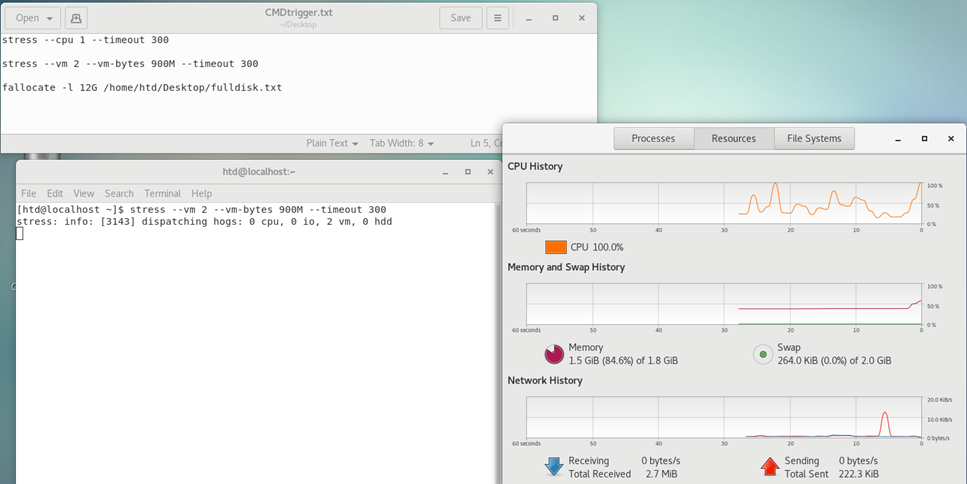 Open
CMDtrigger.txt
~/Desktop
Save
stress --cpu 1 --timeout 300
stress --vm 2 --vm-bytes 900M --timeout 300
fallocate -l 12G /home/htd/Desktop/fulldisk.txt
Plain Text Tab Width: 8 Ln 5,
htd@localhost:~
File Edit View Search Terminal Help
[htd@localhost ~]$ stress --vm 2 --vm-bytes 900M --timeout 300
stress: info: [3143] dispatching hogs: 0 cpu, 0 io, 2 vm, 0 hdd
Processes Resources File Systems
CPU History
100 %
50 %
0 %
60 seconds 50 40 30 20 10 0
CPU 100.0%
Memory and Swap History
100 %
50 %
0 %
60 seconds 50 40 30 20 10 0
Memory
1.5 GiB (84.6%) of 1.8 GiB
Swap
264.0 KiB (0.0%) of 2.0 GiB
Network History
20.0 KiB/s
10.0 KiB/s
0 bytes/s
60 seconds 50 40 30 20 10 0
Receiving 0 bytes/s
Total Received 2.7 MiB
Sending 0 bytes/s
Total Sent 222.3 KiB